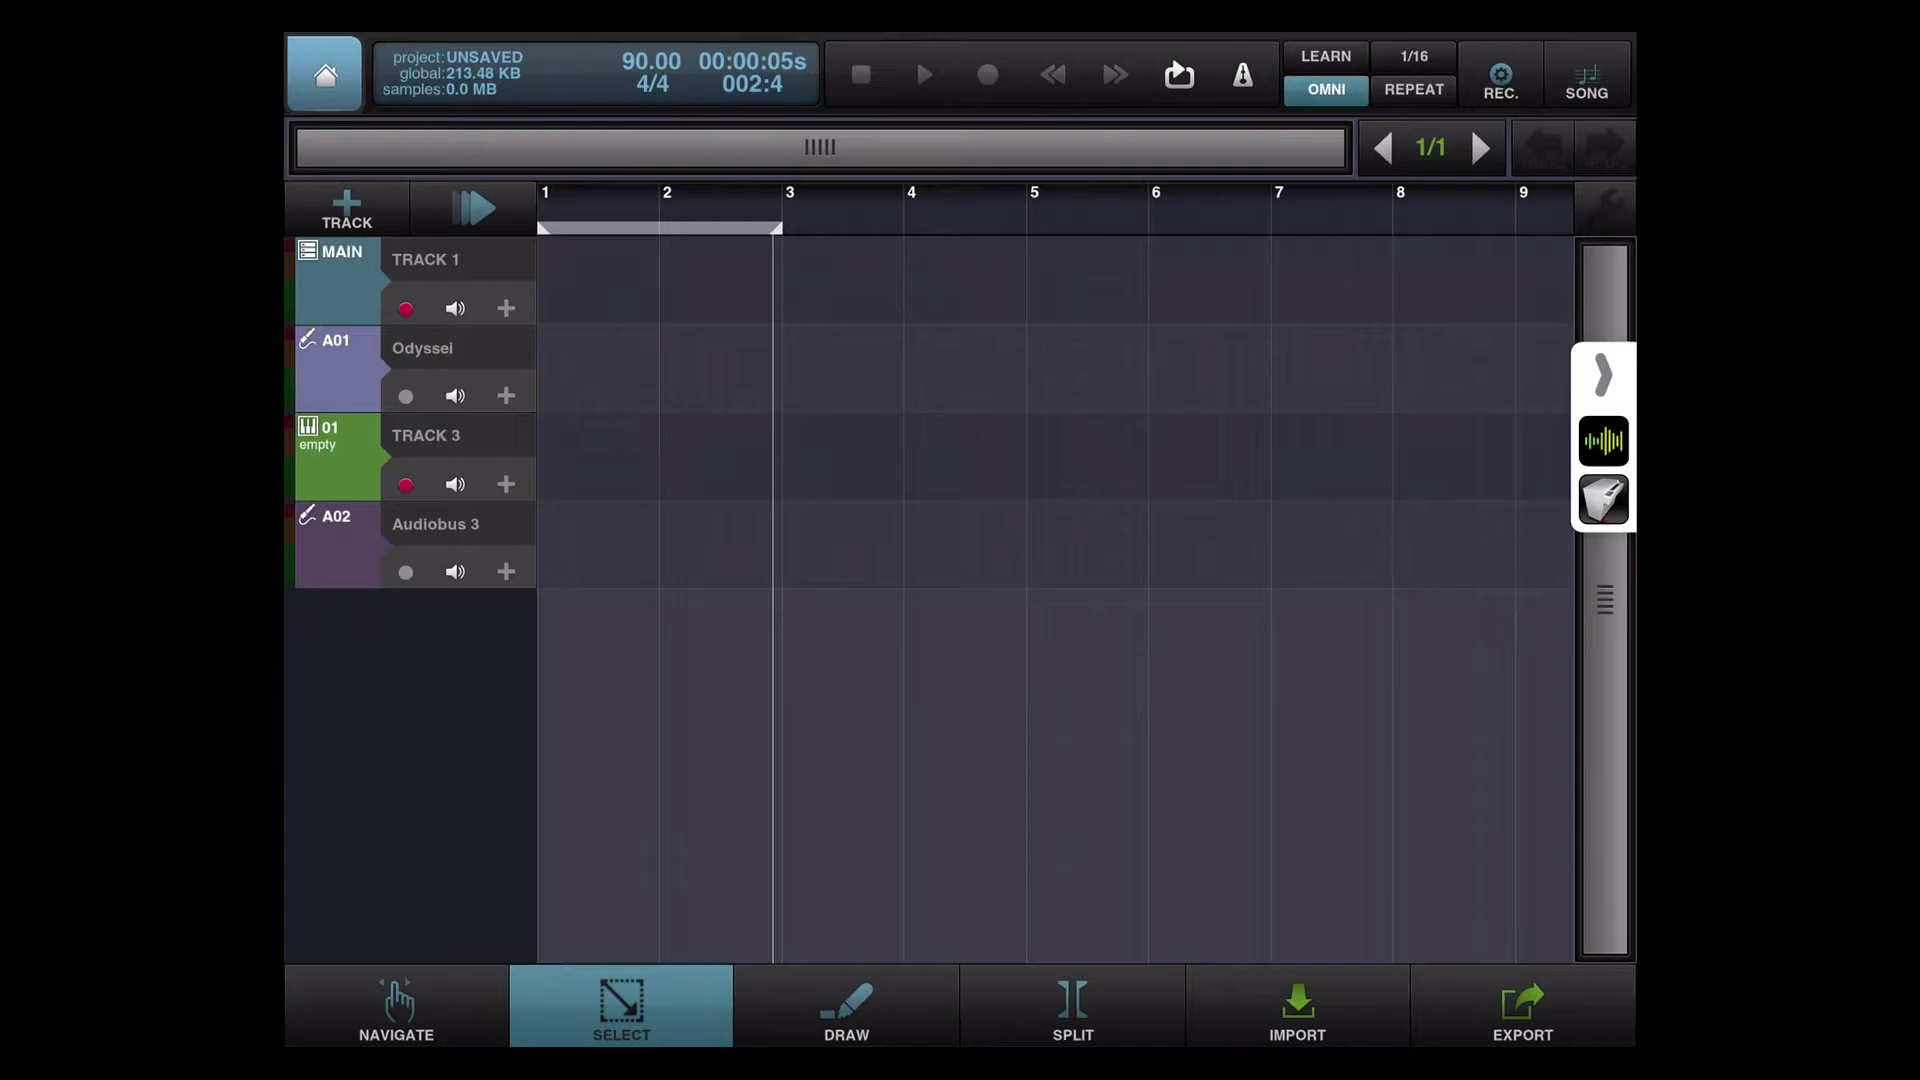 project: UNSAVED
global: 213.48 KB
samples: 0.0 MB
90.00
4/4
00:00:05s
002:4
LEARN
OMNI
1/16
REPEAT
REC.
SONG
1/1
TRACK
1 2 3 4 5 6 7 8 9
MAIN
TRACK 1
A01
Odyssei
01
empty
TRACK 3
A02
Audiobus 3
NAVIGATE
SELECT
DRAW
SPLIT
IMPORT
EXPORT